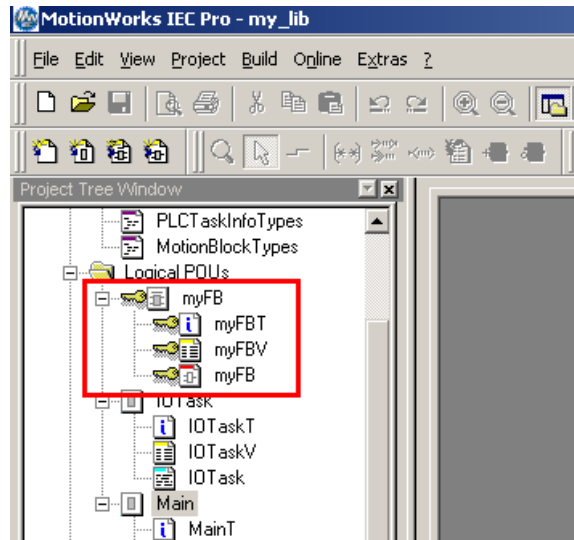 MotionWorks IEC Pro - my_lib
File Edit View Project Build Online Extras ?
Project Tree Window
PLCTaskInfoTypes
MotionBlockTypes
Logical POUs
myFB
myFBT
myFBV
myFB
IOTask
IOTaskT
IOTaskV
IOTask
Main
MainT